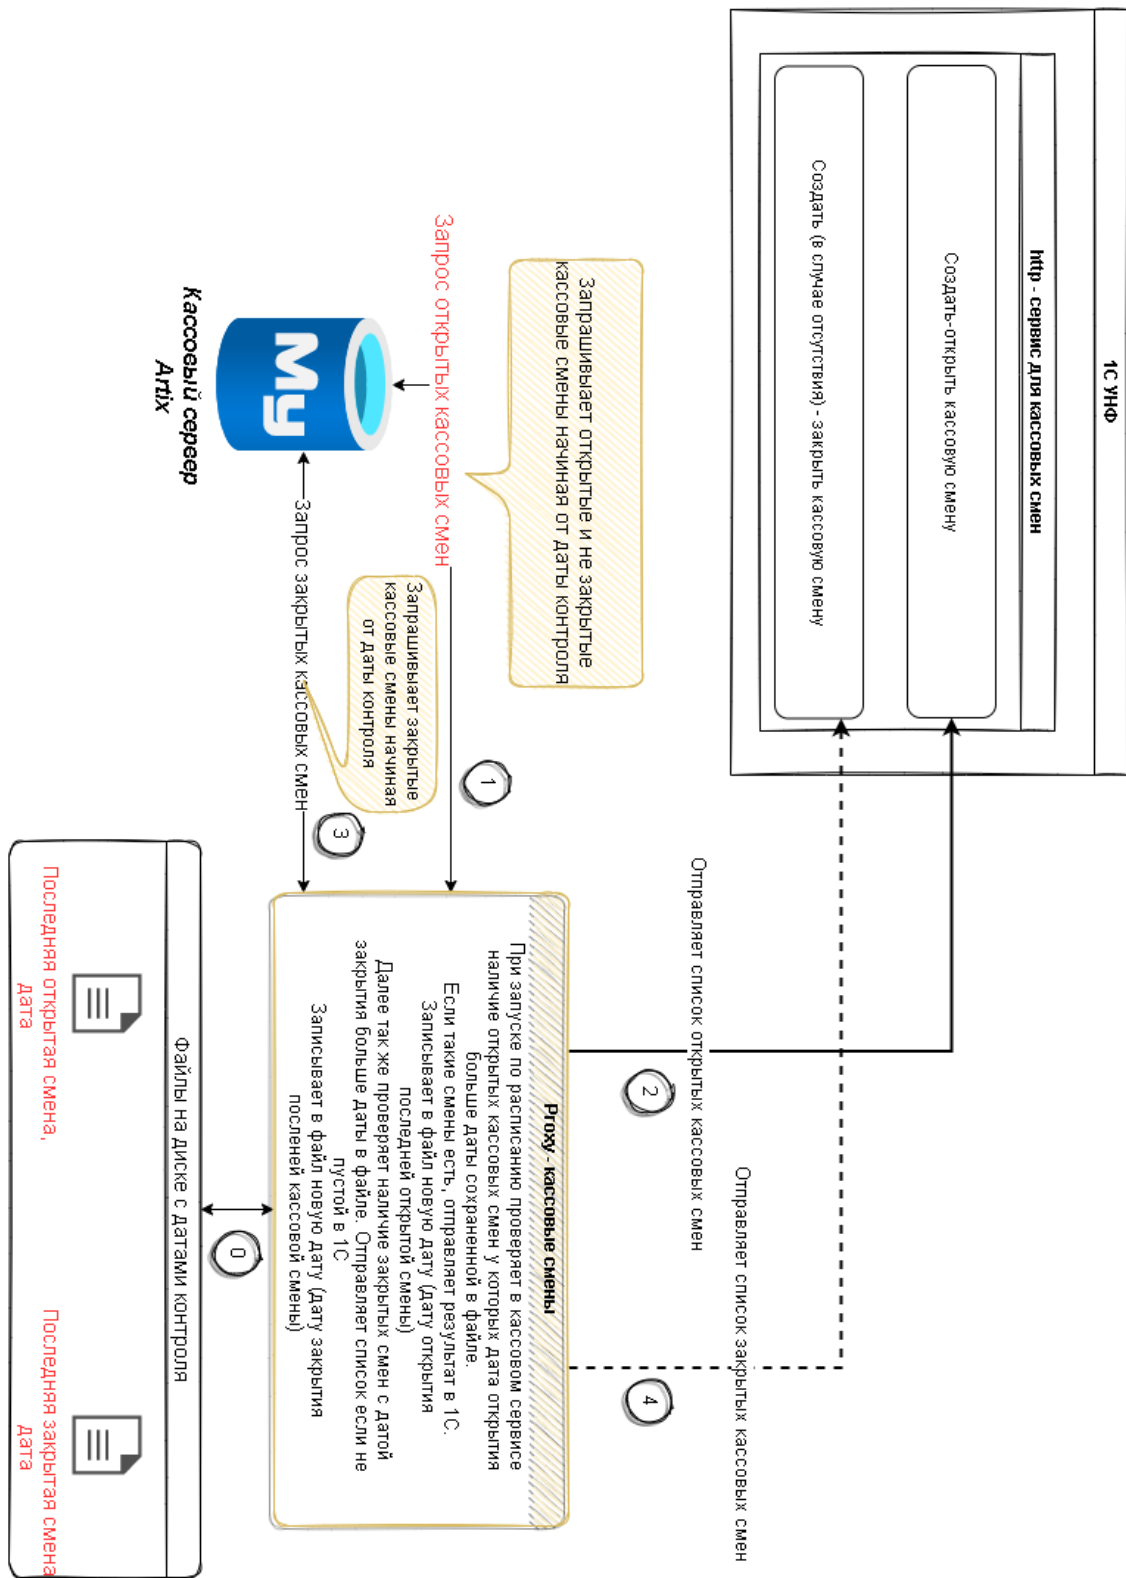 1С УНФ
http - сервис для кассовых смен
Создать-открыть кассовую смену
Создать (в случае отсутствия) - закрыть кассовую смену
Запрашивыает открытые и не закрытые
кассовые смены начиная от даты контроля
Запрос открытых кассовых смен
My
Кассовый сервер
Artix
Запрос закрытых кассовых смен
Запрашивыает закрытые
кассовые смены начиная
от даты контроля
1
3
Отправляет список открытых кассовых смен
2
Отправляет список закрытых кассовых смен
4
Proxy - кассовые смены
При запуске по расписанию проверяет в кассовом сервисе
наличие открытых кассовых смен у которых дата открытия
больше даты сохраненной в файле.
Если такие смены есть, отправляет результат в 1С.
Записывает в файл новую дату (дату открытия
последней открытой смены)
Далее так же проверяет наличие закрытых смен с датой
закрытия больше даты в файле. Отправляет список если не
пустой в 1С
Записывает в файл новую дату (дату закрытия
посленей кассовой смены)
0
Файлы на диске с датами контроля
Последняя открытая смена,
дата
Последняя закрытая смена
дата